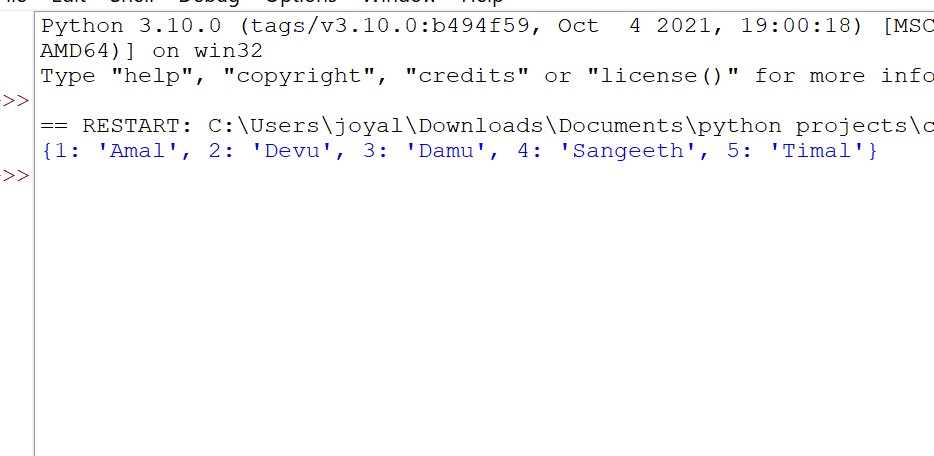 Python 3.10.0 (tags/v3.10.0:b494f59, Oct  4 2021, 19:00:18) [MSC
AMD64)] on win32
Type "help", "copyright", "credits" or "license()" for more info
>>
== RESTART: C:\Users\joyal\Downloads\Documents\python projects\c
{1: 'Amal', 2: 'Devu', 3: 'Damu', 4: 'Sangeeth', 5: 'Timal'}
>>